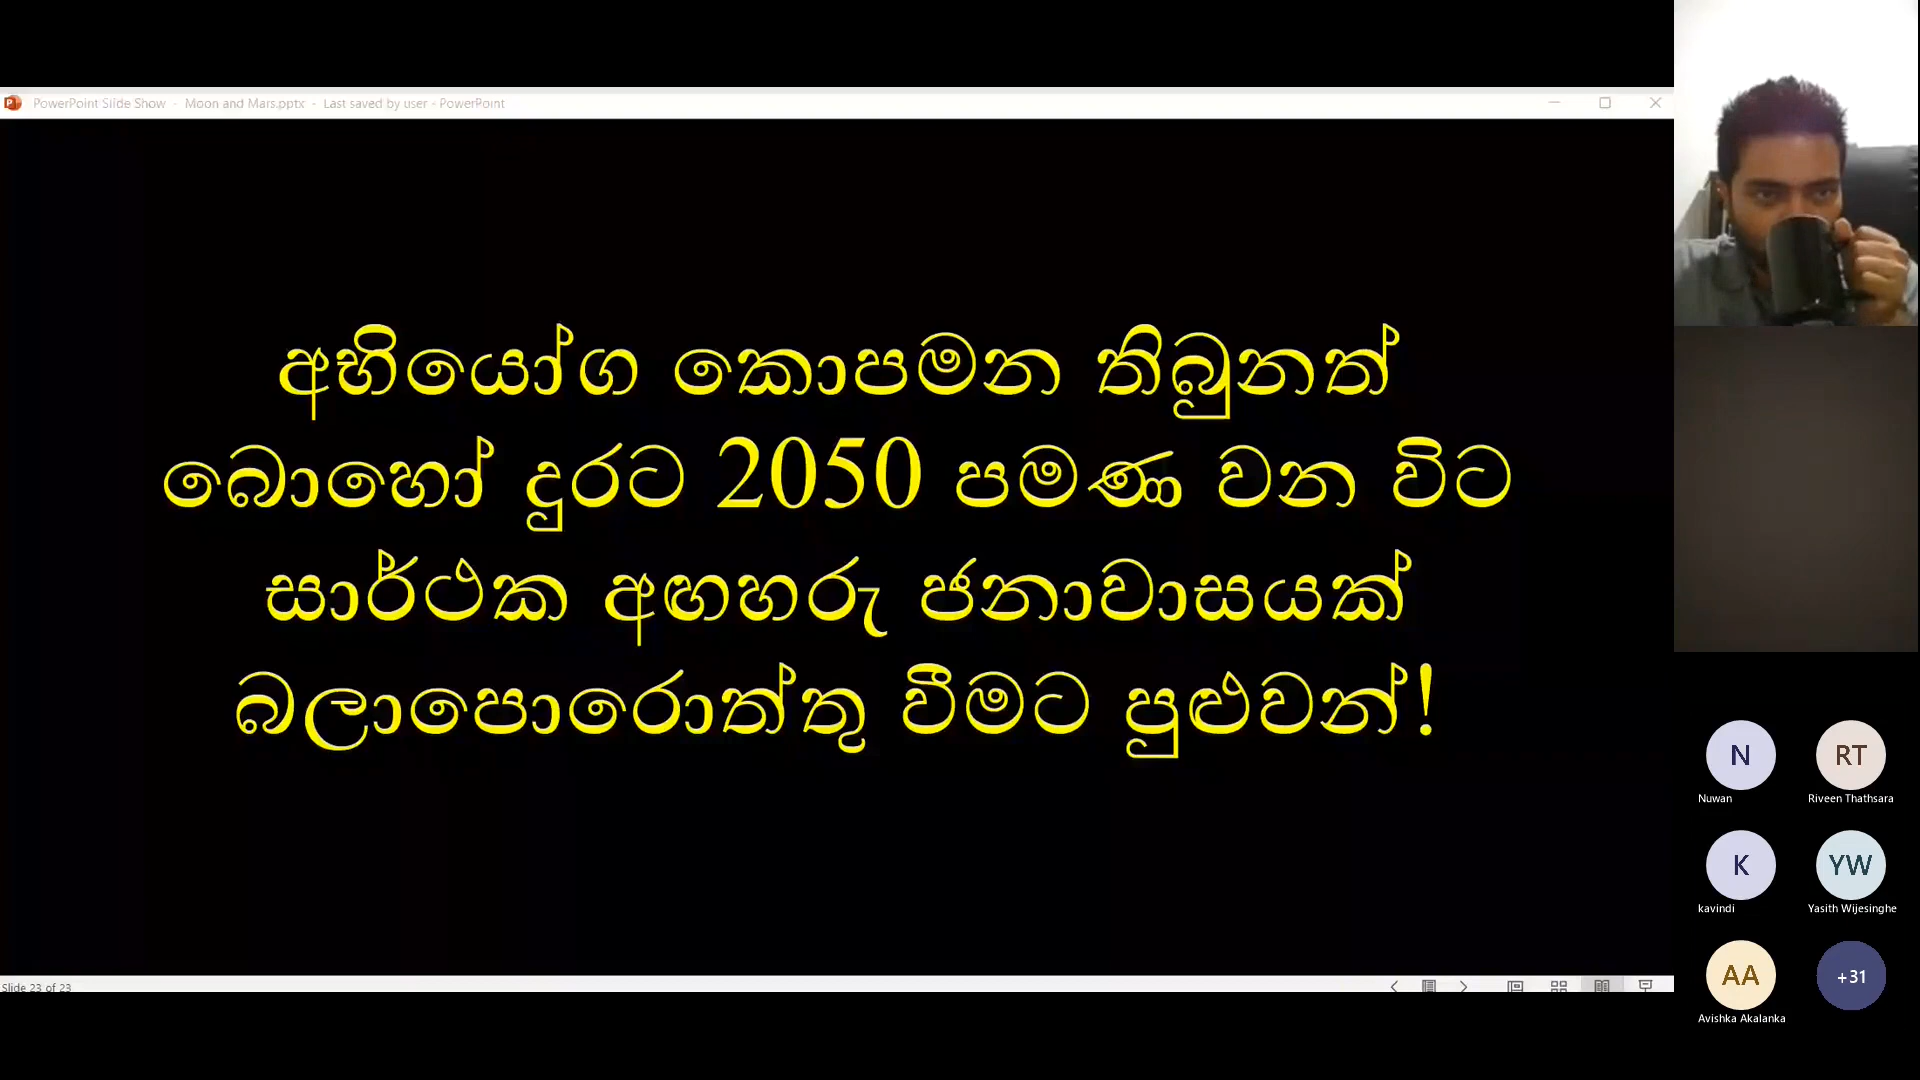 PowerPoint Slide Show - Moon and Mars.pptx - Last saved by user - PowerPoint
අභියෝග කොපමන තිබුනත්
බොහෝ දුරට 2050 පමණ වන විට
සාර්ථක අඟහරු ජනාවාසයක්
බලාපොරොත්තු වීමට පුළුවන්!
Slide 23 of 23
N
Nuwan
RT
Riveen Thathsara
K
kavindi
YW
Yasith Wijesinghe
AA
Avishka Akalanka
+31